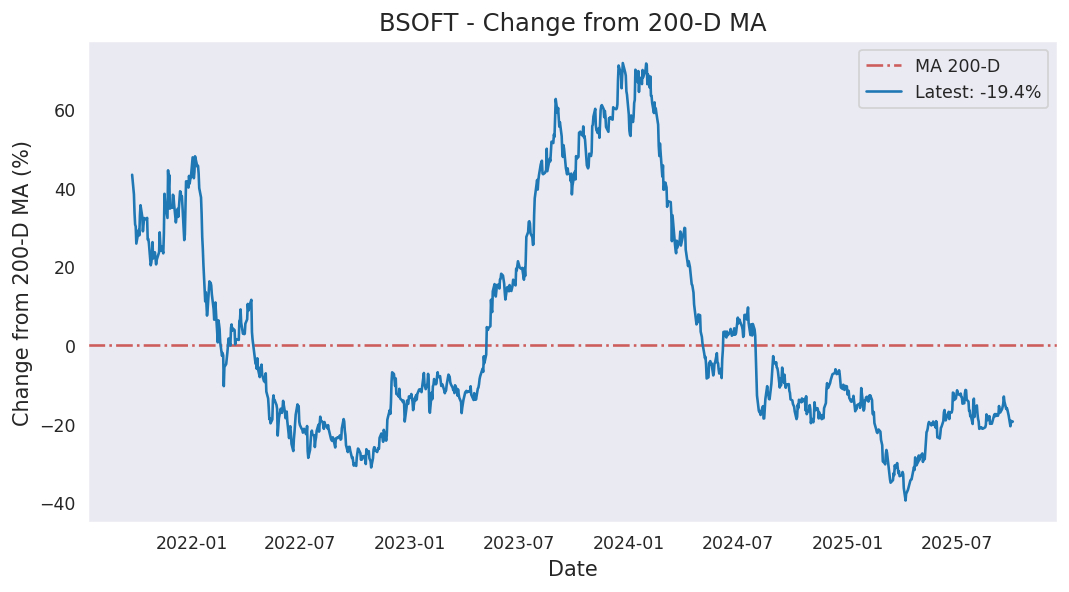 BSOFT - Change from 200-D MA
MA 200-D
Latest: -19.4%
Change from 200-D MA (%)
60
40
20
0
−20
−40
2022-01
2022-07
2023-01
2023-07
2024-01
2024-07
2025-01
2025-07
Date